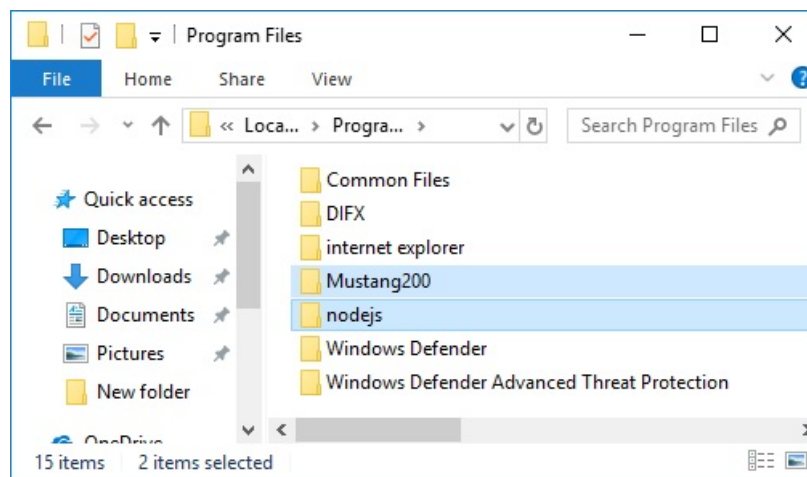 Program Files
File Home Share View
« Loca... › Progra... › Search Program Files
Quick access
Desktop
Downloads
Documents
Pictures
New folder
OneDrive
Common Files
DIFX
internet explorer
Mustang200
nodejs
Windows Defender
Windows Defender Advanced Threat Protection
15 items 2 items selected